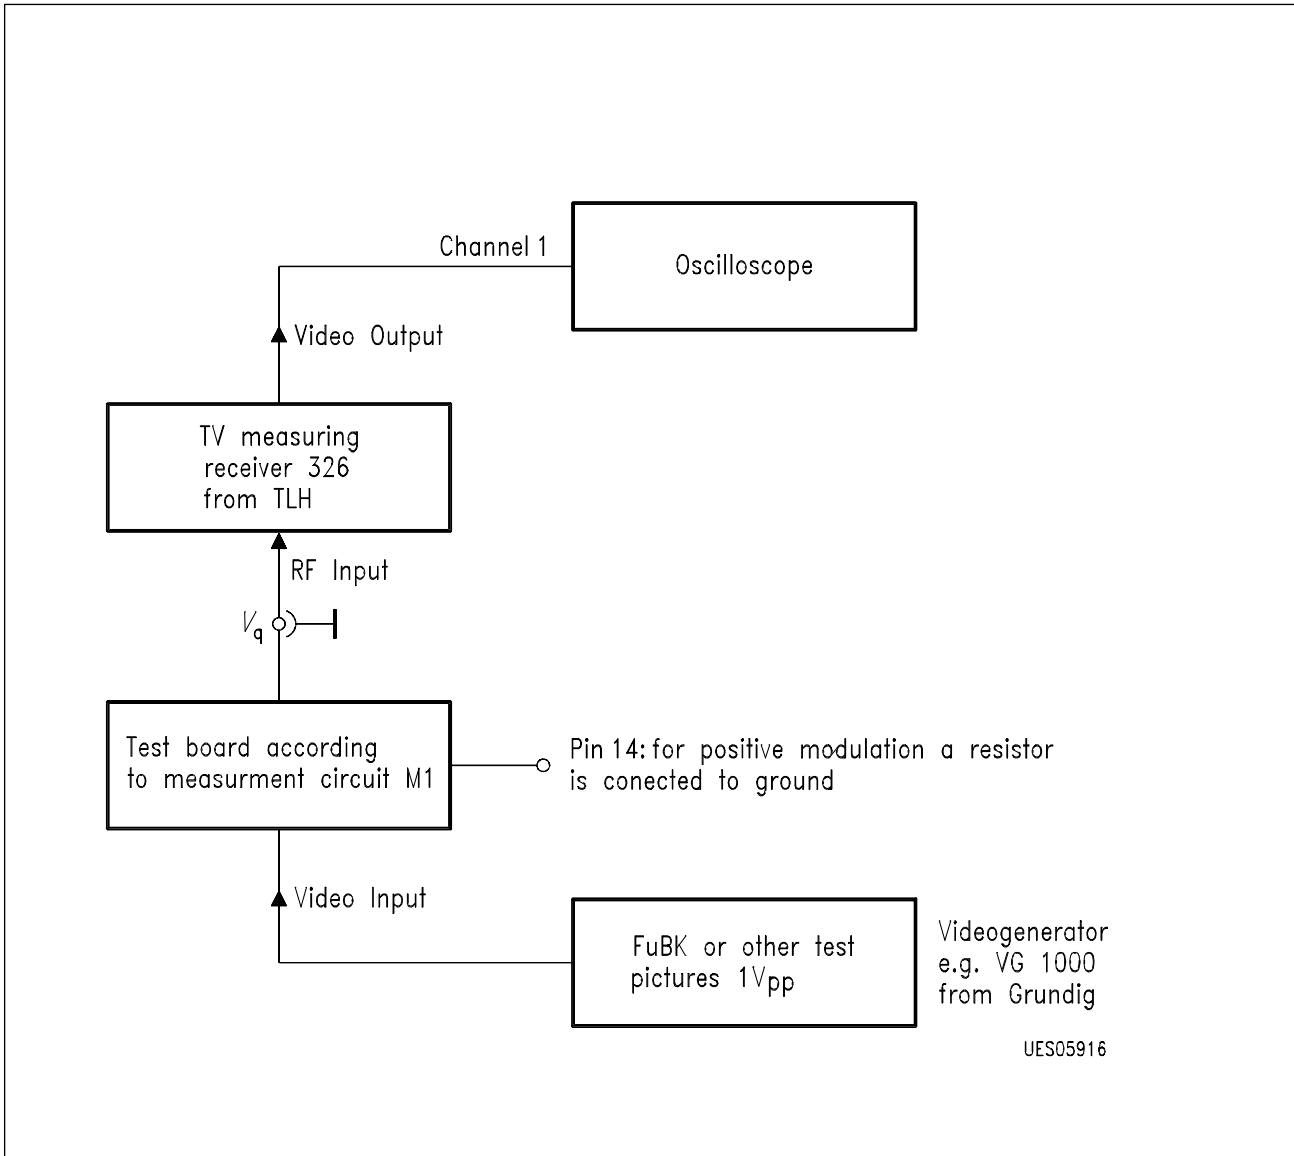 Channel 1
Oscilloscope
Video Output
TV measuring
receiver 326
from TLH
RF Input
Vq
Test board according
to measurment circuit M1
Pin 14: for positive modulation a resistor
is conected to ground
Video Input
FuBK or other test
pictures 1Vpp
Videogenerator
e.g. VG 1000
from Grundig
UES05916